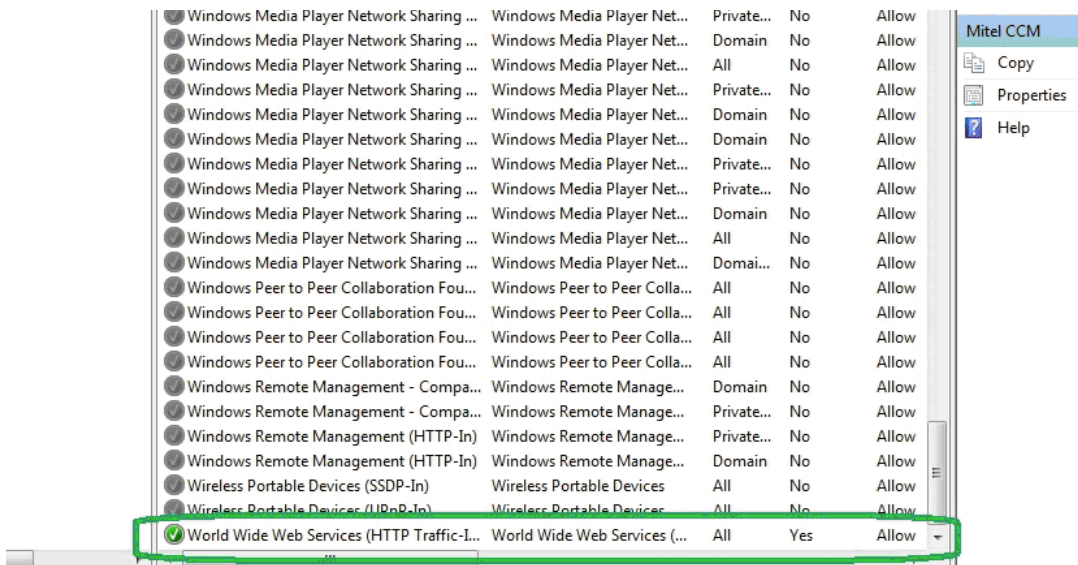 Windows Media Player Network Sharing ... Windows Media Player Net... Private... No Allow
Windows Media Player Network Sharing ... Windows Media Player Net... Domain No Allow
Windows Media Player Network Sharing ... Windows Media Player Net... All No Allow
Windows Media Player Network Sharing ... Windows Media Player Net... Private... No Allow
Windows Media Player Network Sharing ... Windows Media Player Net... Domain No Allow
Windows Media Player Network Sharing ... Windows Media Player Net... Domain No Allow
Windows Media Player Network Sharing ... Windows Media Player Net... Private... No Allow
Windows Media Player Network Sharing ... Windows Media Player Net... Private... No Allow
Windows Media Player Network Sharing ... Windows Media Player Net... Domain No Allow
Windows Media Player Network Sharing ... Windows Media Player Net... All No Allow
Windows Media Player Network Sharing ... Windows Media Player Net... Domai... No Allow
Windows Peer to Peer Collaboration Fou... Windows Peer to Peer Colla... All No Allow
Windows Peer to Peer Collaboration Fou... Windows Peer to Peer Colla... All No Allow
Windows Peer to Peer Collaboration Fou... Windows Peer to Peer Colla... All No Allow
Windows Peer to Peer Collaboration Fou... Windows Peer to Peer Colla... All No Allow
Windows Remote Management - Compa... Windows Remote Manage... Domain No Allow
Windows Remote Management - Compa... Windows Remote Manage... Private... No Allow
Windows Remote Management (HTTP-In) Windows Remote Manage... Private... No Allow
Windows Remote Management (HTTP-In) Windows Remote Manage... Domain No Allow
Wireless Portable Devices (SSDP-In) Wireless Portable Devices All No Allow
Wireless Portable Devices (UPnP-In) Wireless Portable Devices All No Allow
World Wide Web Services (HTTP Traffic-I... World Wide Web Services (... All Yes Allow
Mitel CCM
Copy
Properties
Help